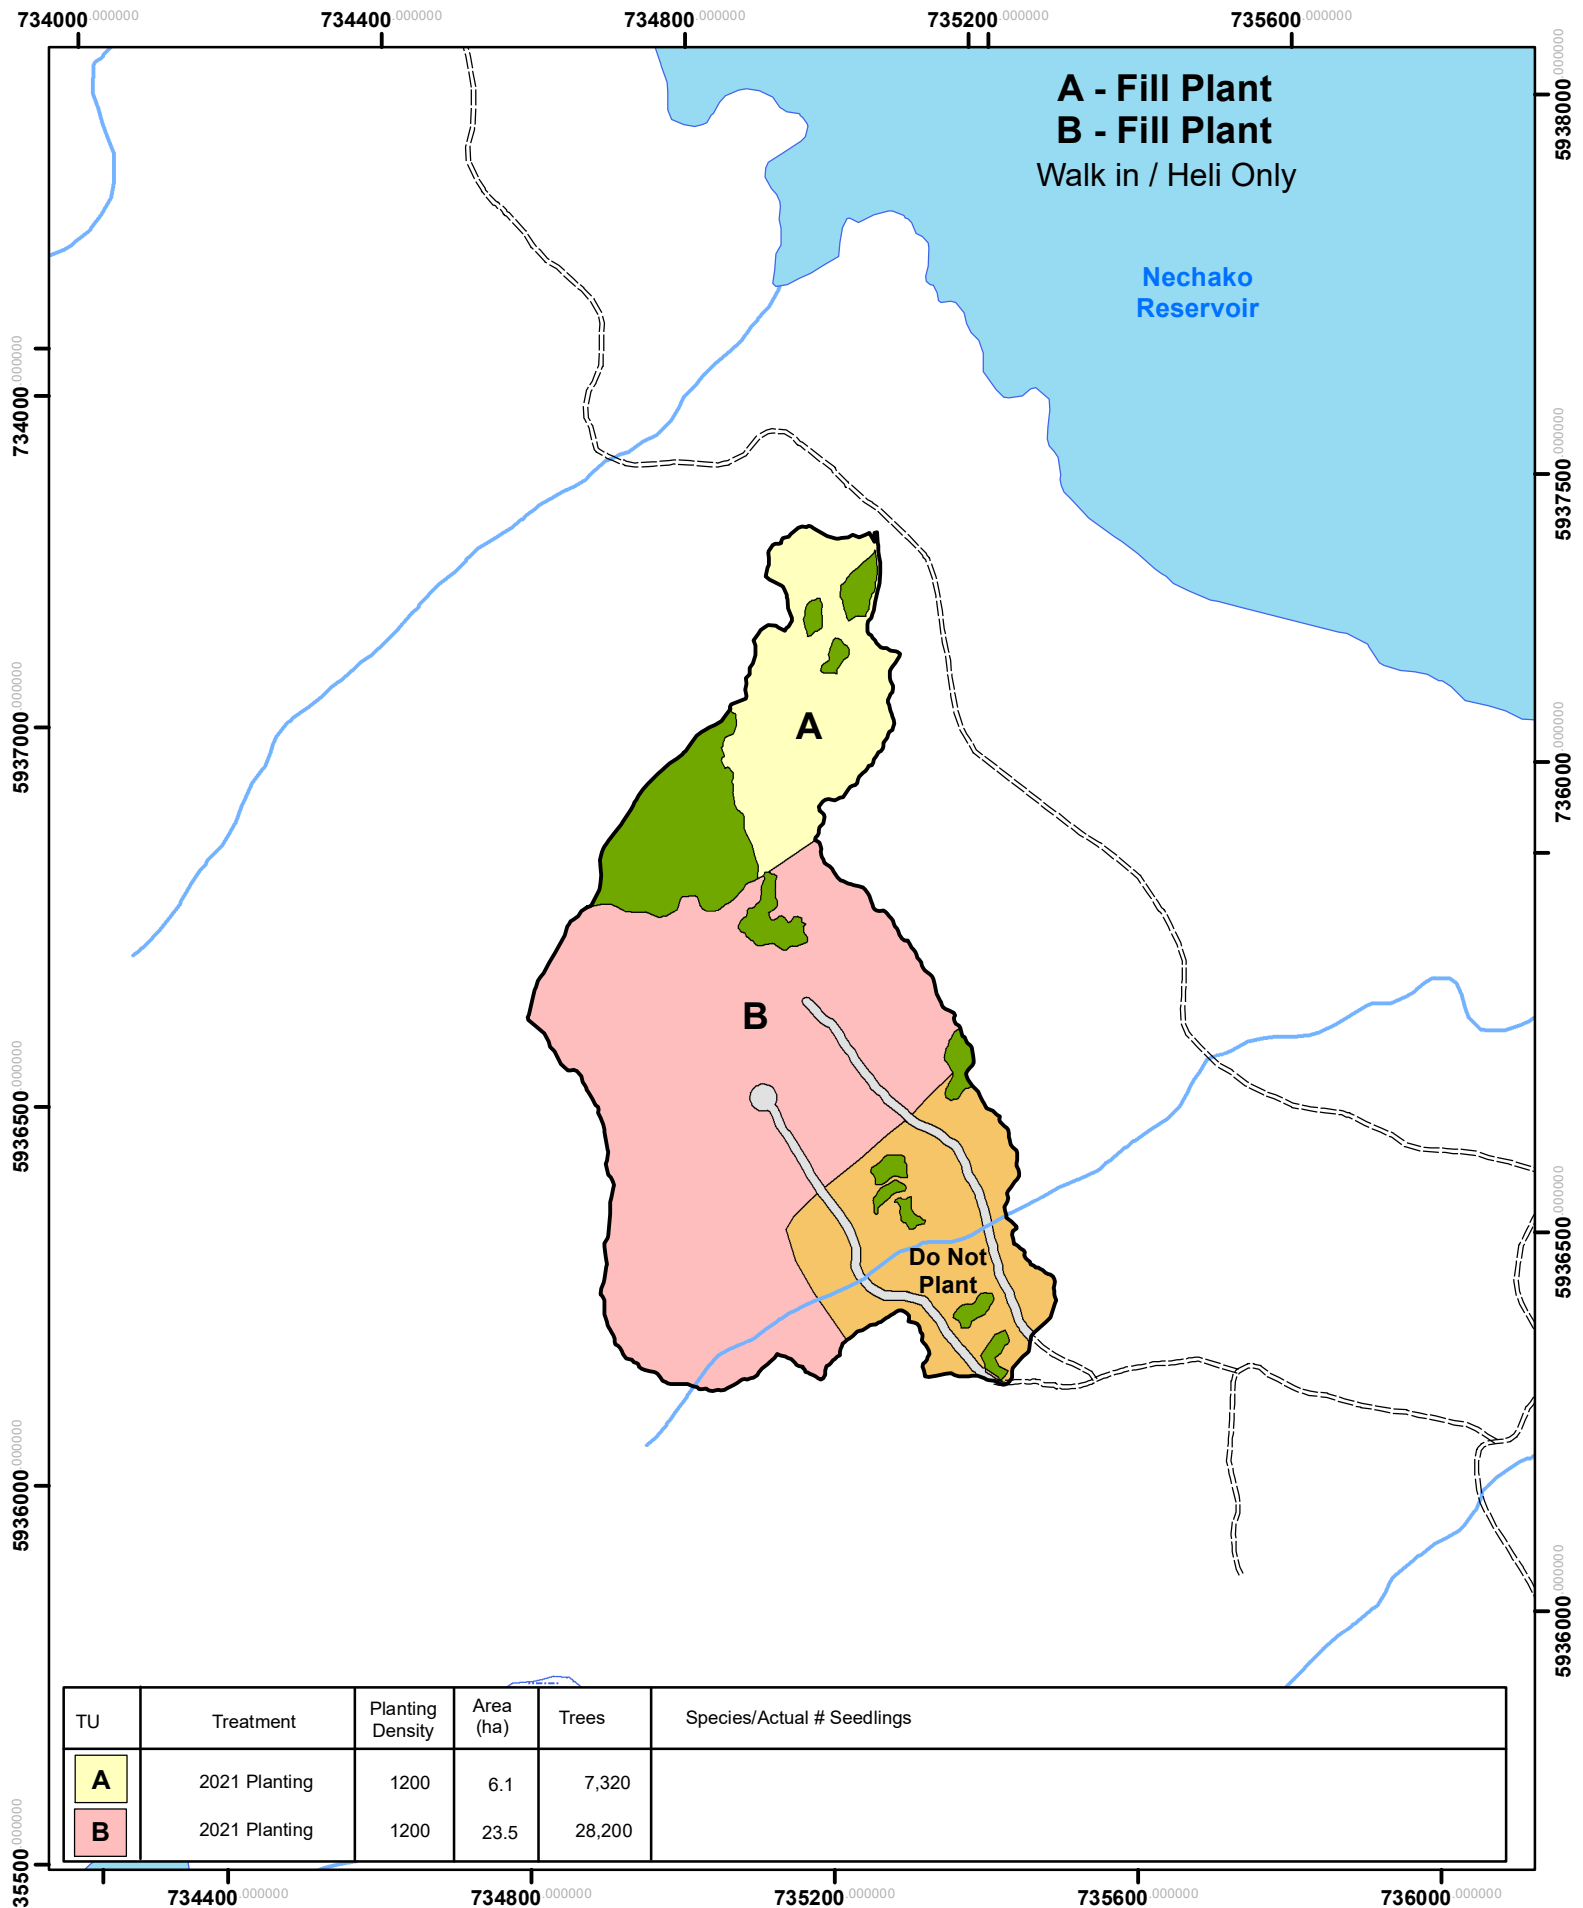 734000.000000 734400.000000 734800.000000 735200.000000 735600.000000
A - Fill Plant
B - Fill Plant
Walk in / Heli Only
Nechako
Reservoir
5938000.000000
5937500.000000
736000.000000
5936500.000000
5936000.000000
734000.000000
593700.000000
5936500.000000
5936000.000000
35500.000000
A
B
Do Not
Plant
TU Treatment Planting Density Area (ha) Trees Species/Actual # Seedlings
A 2021 Planting 1200 6.1 7,320
B 2021 Planting 1200 23.5 28,200
734400.000000 734800.000000 735200.000000 735600.000000 736000.000000